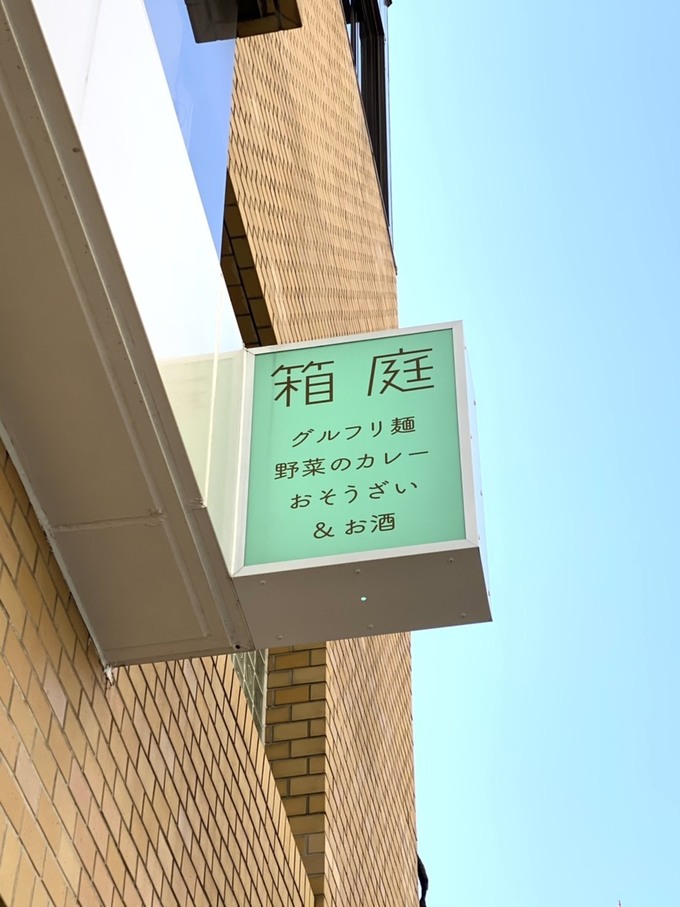 箱庭
グルフリ麺
野菜のカレー
おそうざい
&お酒